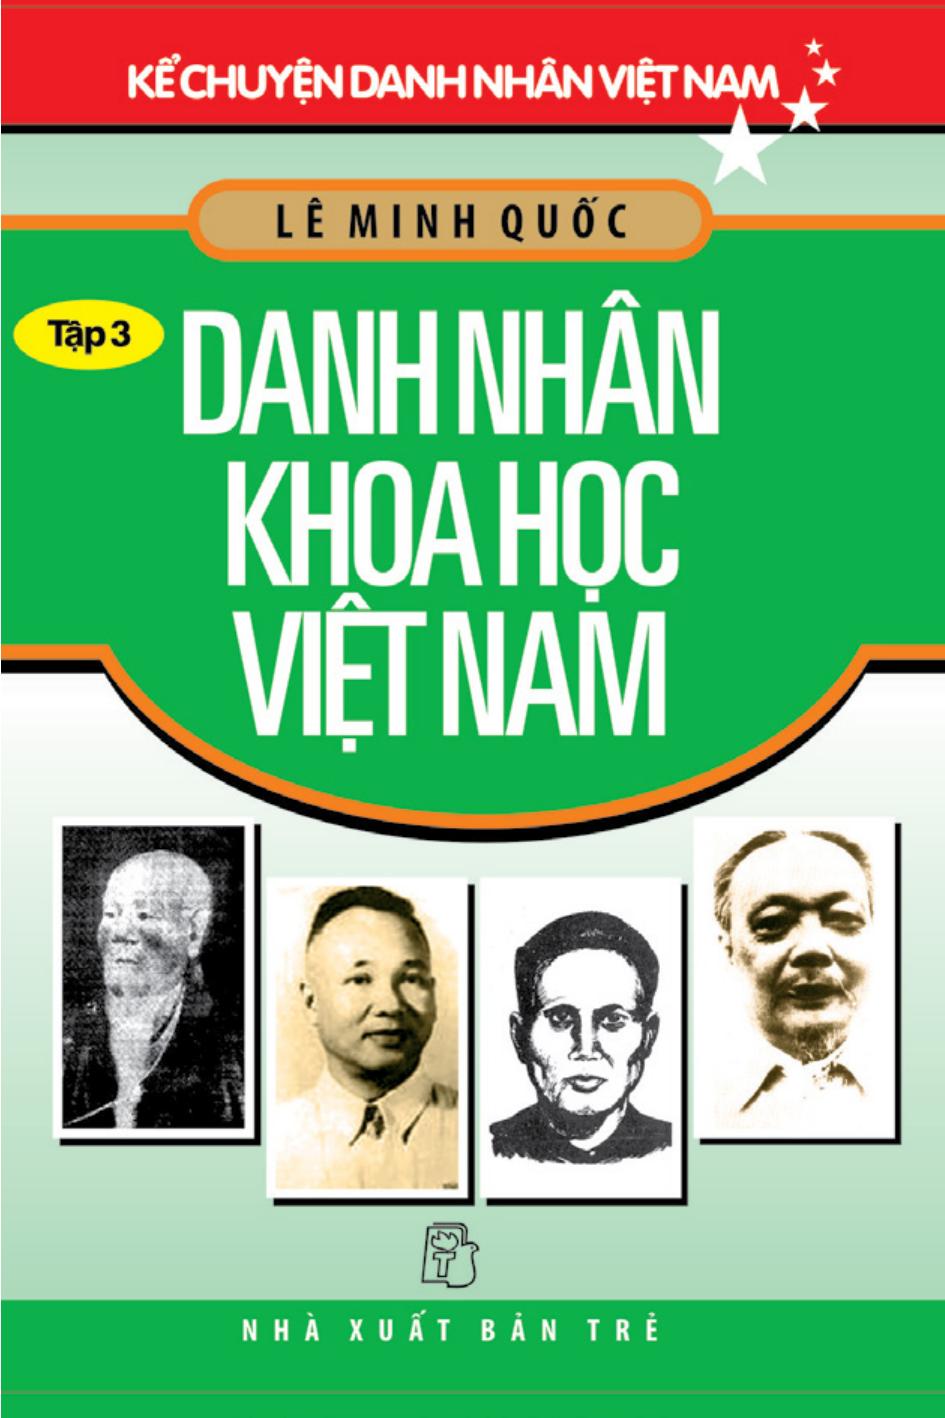 KỂ CHUYỆN DANH NHÂN VIỆT NAM
LÊ MINH QUỐC
Tập 3
DANH NHÂN
KHOA HỌC
VIỆT NAM
T
NHÀ XUẤT BẢN TRẺ